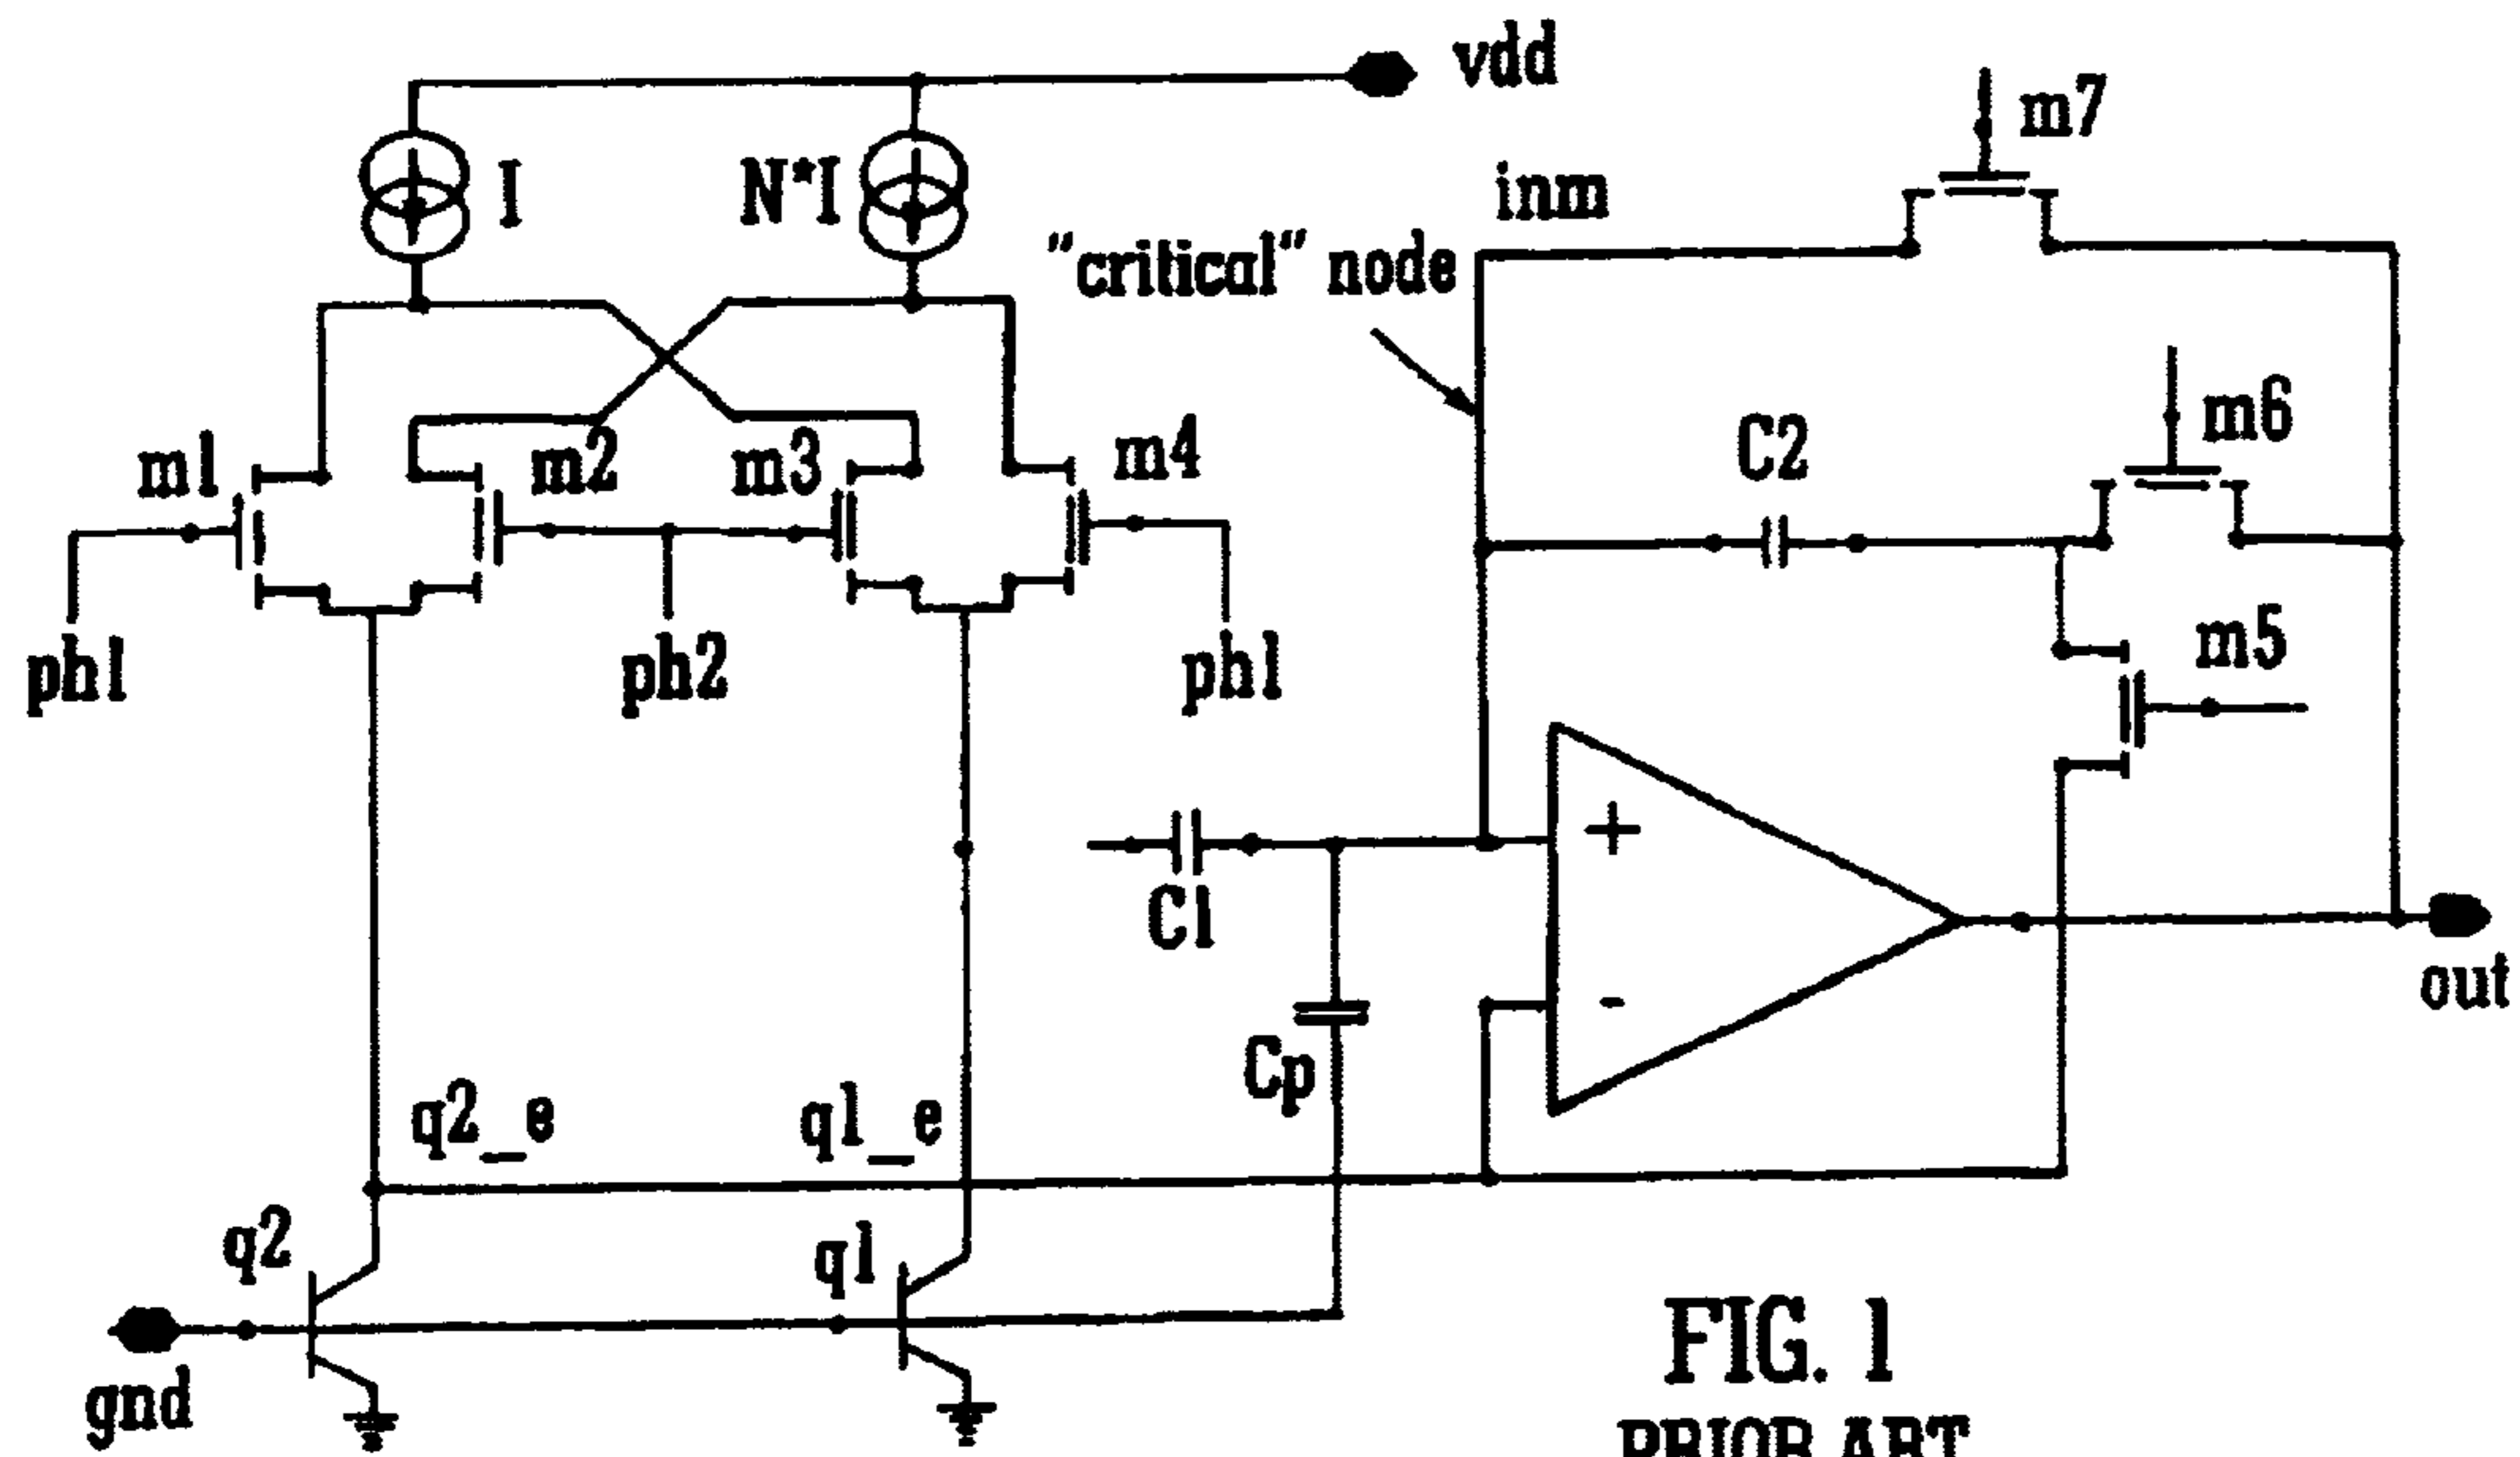 vdd
m7
I
N*I
inm
"critical" node
m6
C2
m1
m2
m3
m4
m5
ph1
ph2
ph1
+
C1
-
out
Cp
q2_e
q1_e
q2
q1
gnd
FIG. 1
PRIOR ART